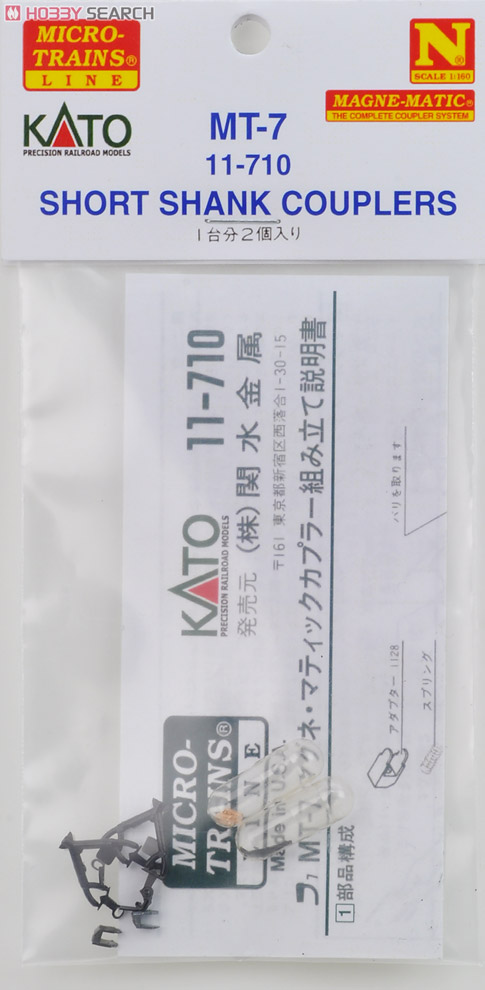 HOBBY SEARCH
MICRO-
TRAINS®
LINE
N®
SCALE 1:160
KATO
PRECISION RAILROAD MODELS
MAGNE-MATIC®
THE COMPLETE COUPLER SYSTEM
MT-7
11-710
SHORT SHANK COUPLERS
1台分2個入り
KATO 11-710
PRECISION RAILROAD MODELS
発売元 (株)関水金属
〒161 東京都新宿区西落合1-30-15
MICRO-
TRAINS®
LINE
Made in U.S.A.
MT-7 マグネ・マティックカプラー組み立て説明書
1 部品構成
アダプター 1128
スプリング
バリを取ります